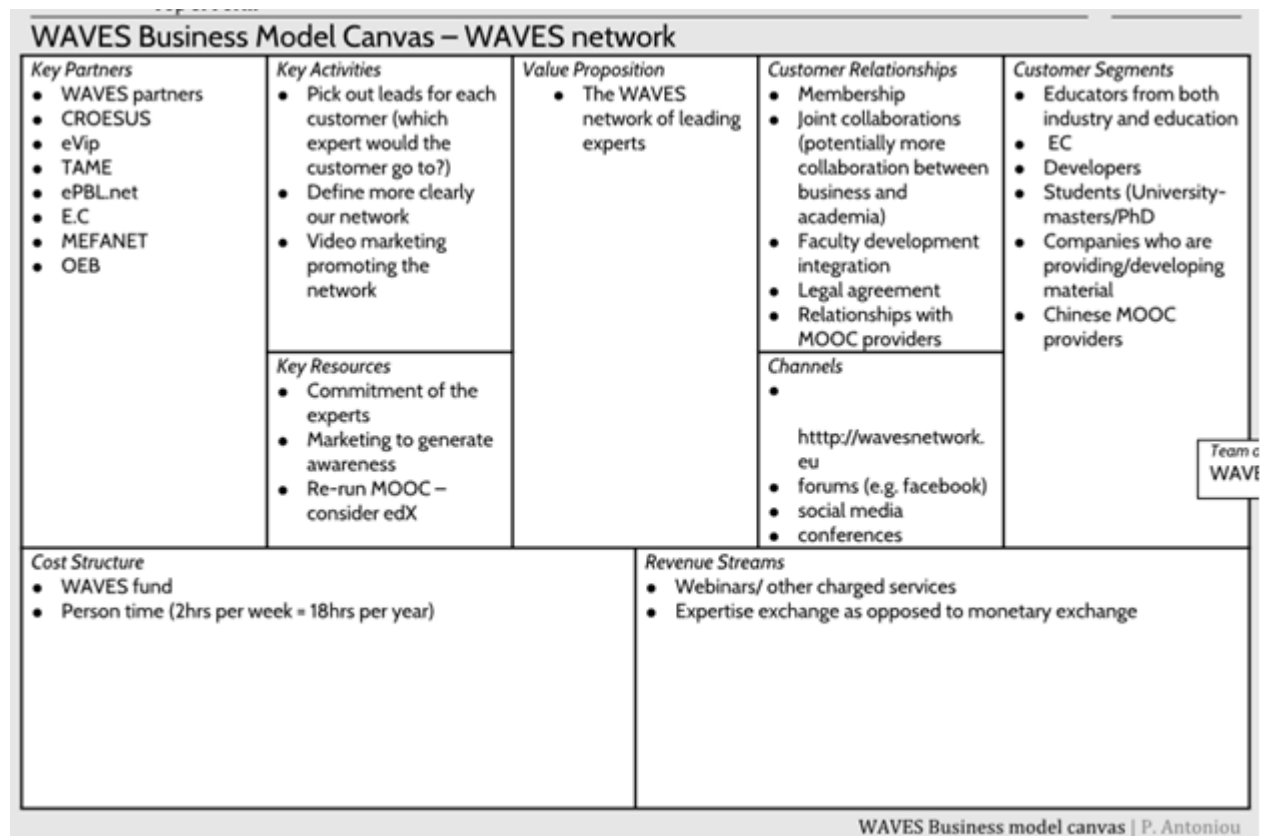 WAVES Business Model Canvas – WAVES network
Key Partners
● WAVES partners
● CROESUS
● eVip
● TAME
● ePBL.net
● E.C
● MEFANET
● OEB
Key Activities
● Pick out leads for each
customer (which
expert would the
customer go to?)
● Define more clearly
our network
● Video marketing
promoting the
network
Key Resources
● Commitment of the
experts
● Marketing to generate
awareness
● Re-run MOOC –
consider edX
Value Proposition
● The WAVES
network of leading
experts
Customer Relationships
● Membership
● Joint collaborations
(potentially more
collaboration between
business and
academia)
● Faculty development
integration
● Legal agreement
● Relationships with
MOOC providers
Channels
●
htttp://wavesnetwork.
eu
● forums (e.g. facebook)
● social media
● conferences
Customer Segments
● Educators from both
industry and education
● EC
● Developers
● Students (University-
masters/PhD
● Companies who are
providing/developing
material
● Chinese MOOC
providers
Team
WAVE
Cost Structure
● WAVES fund
● Person time (2hrs per week = 18hrs per year)
Revenue Streams
● Webinars/ other charged services
● Expertise exchange as opposed to monetary exchange
WAVES Business model canvas | P. Antoniou